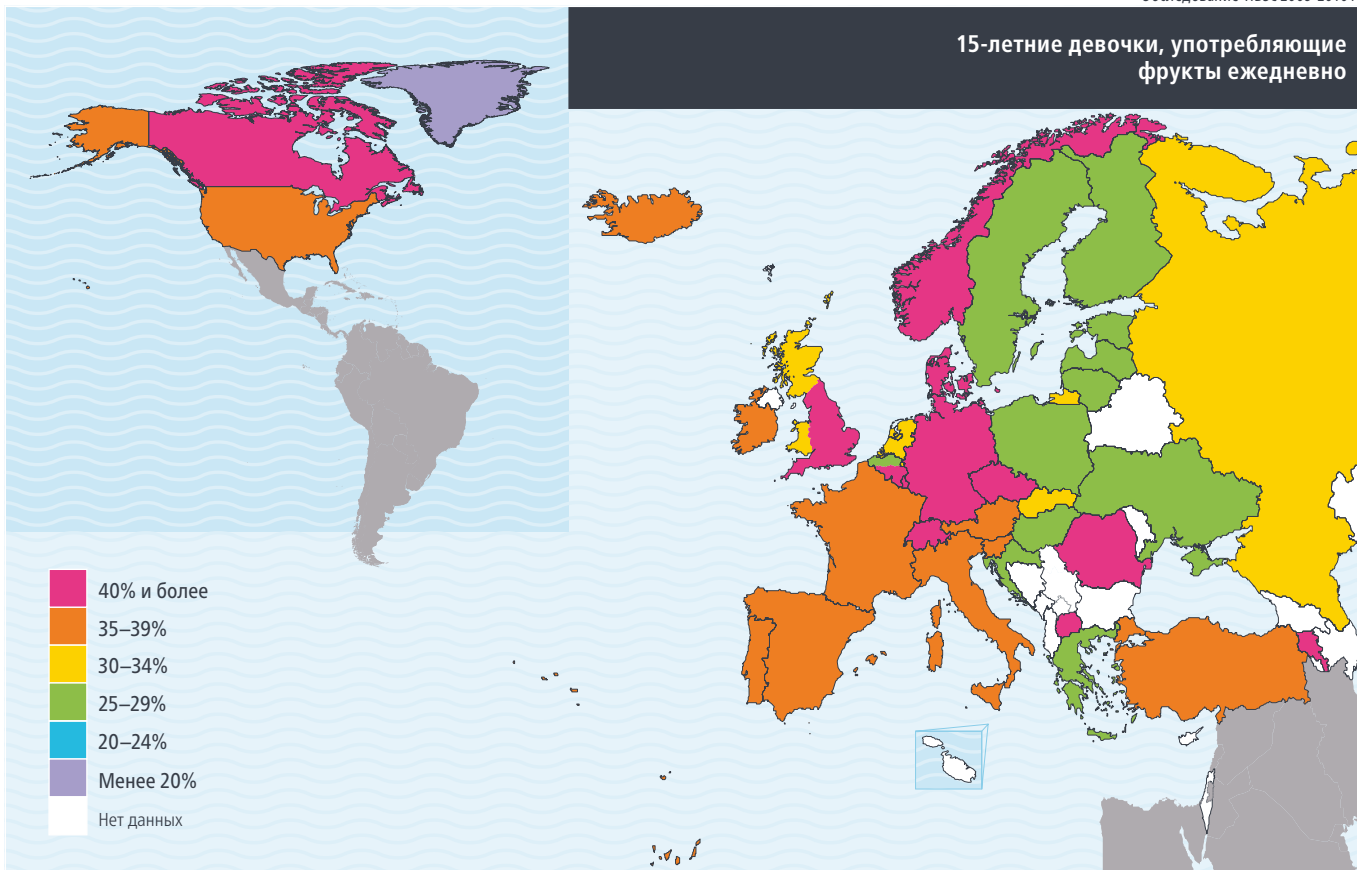 15-летние девочки, употребляющие
фрукты ежедневно
40% и более
35–39%
30–34%
25–29%
20–24%
Менее 20%
Нет данных